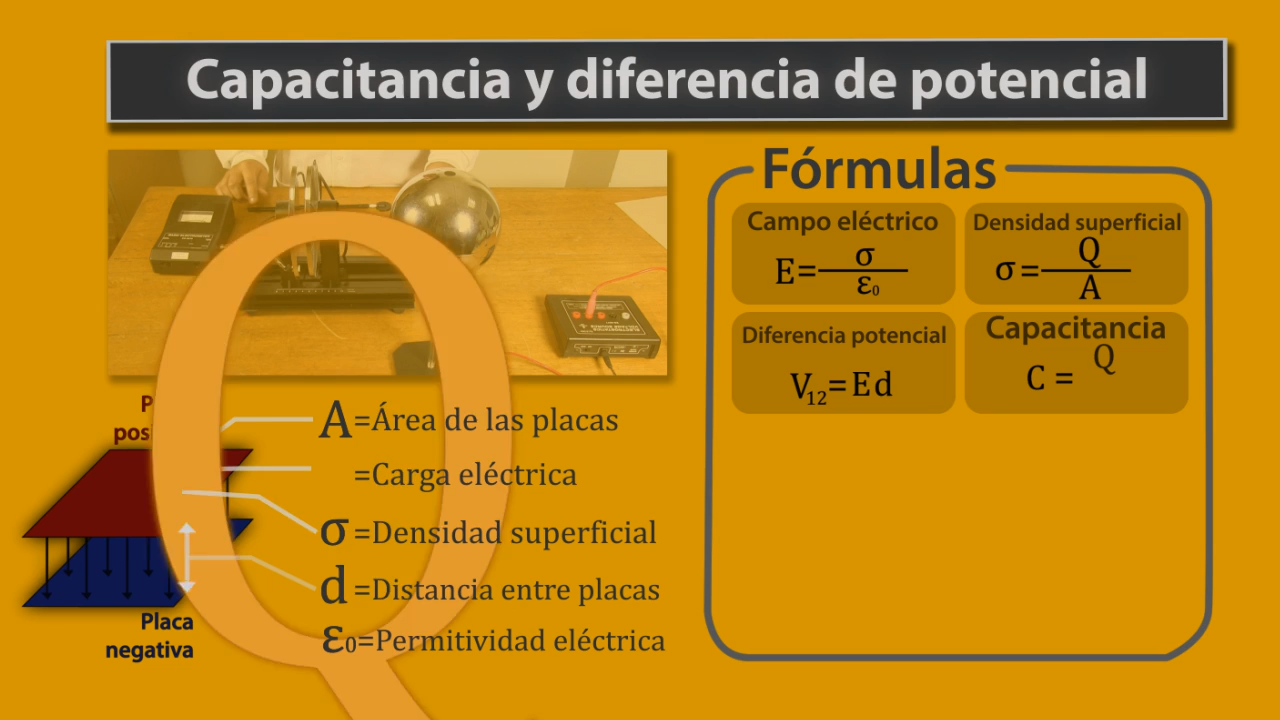 Capacitancia y diferencia de potencial
Fórmulas
Campo eléctrico
E=σ/ε₀
Densidad superficial
σ=Q/A
Diferencia potencial
V₁₂=Ed
Capacitancia
C = Q
A=Área de las placas
=Carga eléctrica
σ=Densidad superficial
d=Distancia entre placas
ε₀=Permitividad eléctrica
Placa
negativa
Q